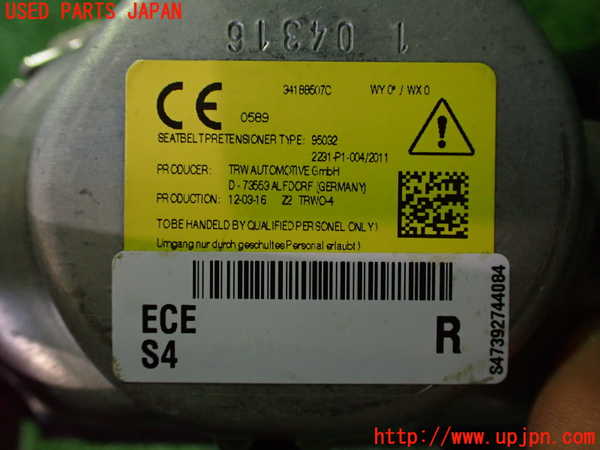 USED PARTS JAPAN
1 04316
34188507C WY 0° / WX 0
CE 0589
SEATBELT PRETENSIONER TYPE: 95032
2231-P1-004/2011
PRODUCER: TRW AUTOMOTIVE GmbH
D - 73553 ALFDORF (GERMANY)
PRODUCTION: 12-03-16 Z2 TRWO-4
TO BE HANDELED BY QUALIFIED PERSONEL ONLY)
Umgang nur durch geschultes Personal erlaubt)
ECE
S4
R
S47392744084
http://www.upjpn.com/